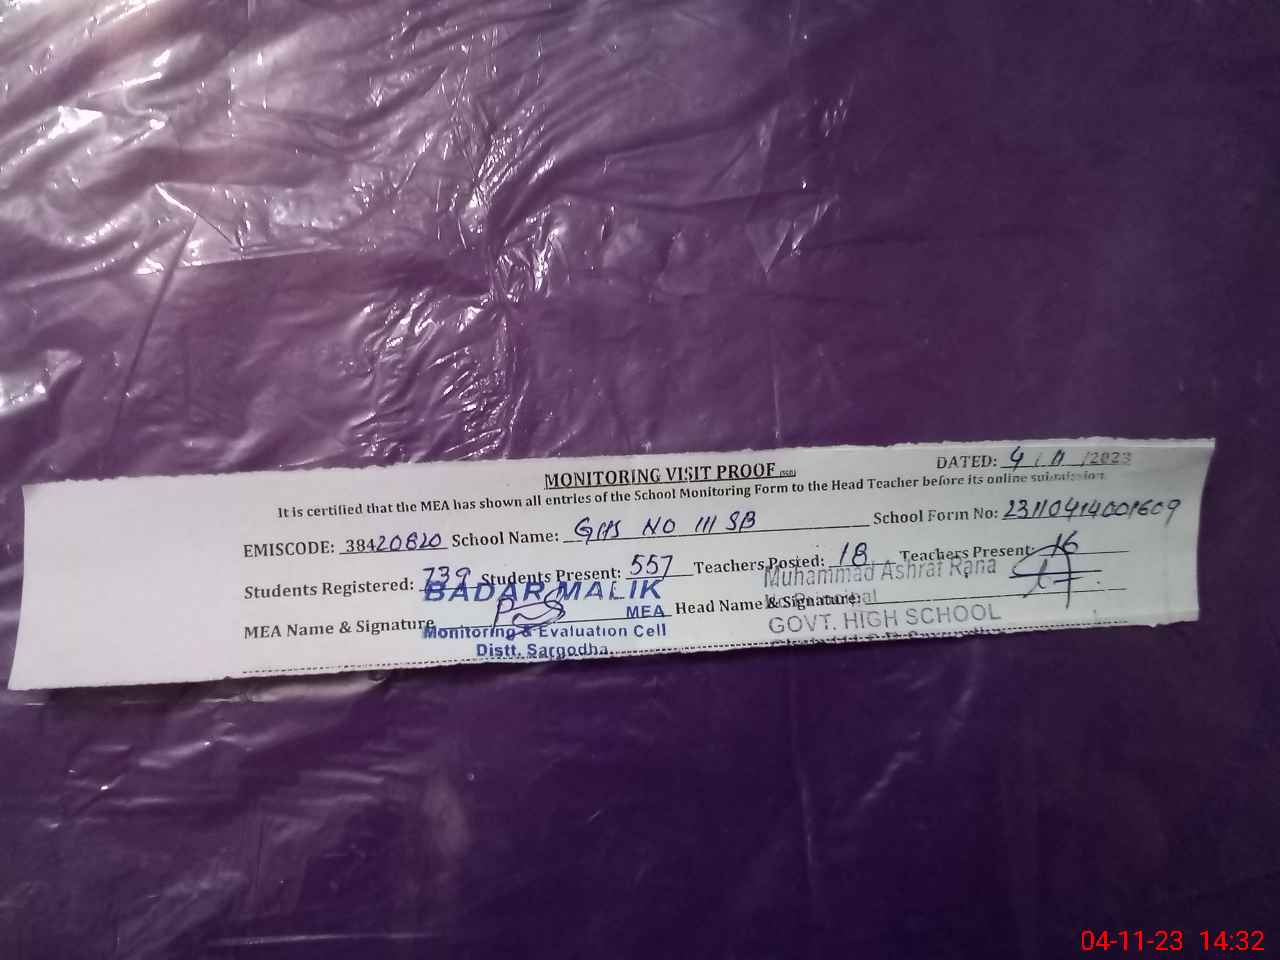 MONITORING VISIT PROOF
DATED: 4 / 11 /2023
It is certified that the MEA has shown all entries of the School Monitoring Form to the Head Teacher before its online submission.
EMISCODE: 38420820 School Name: GHS NO 111 SB School Form No: 23110414001609
Students Registered: 739 Students Present: 557 Teachers Posted: 18 Teachers Present: 16
MEA Name & Signature Head Name & Signature
BADAR MALIK
MEA
Monitoring & Evaluation Cell
Distt. Sargodha
Muhammad Ashraf Rana
GOVT. HIGH SCHOOL
04-11-23 14:32